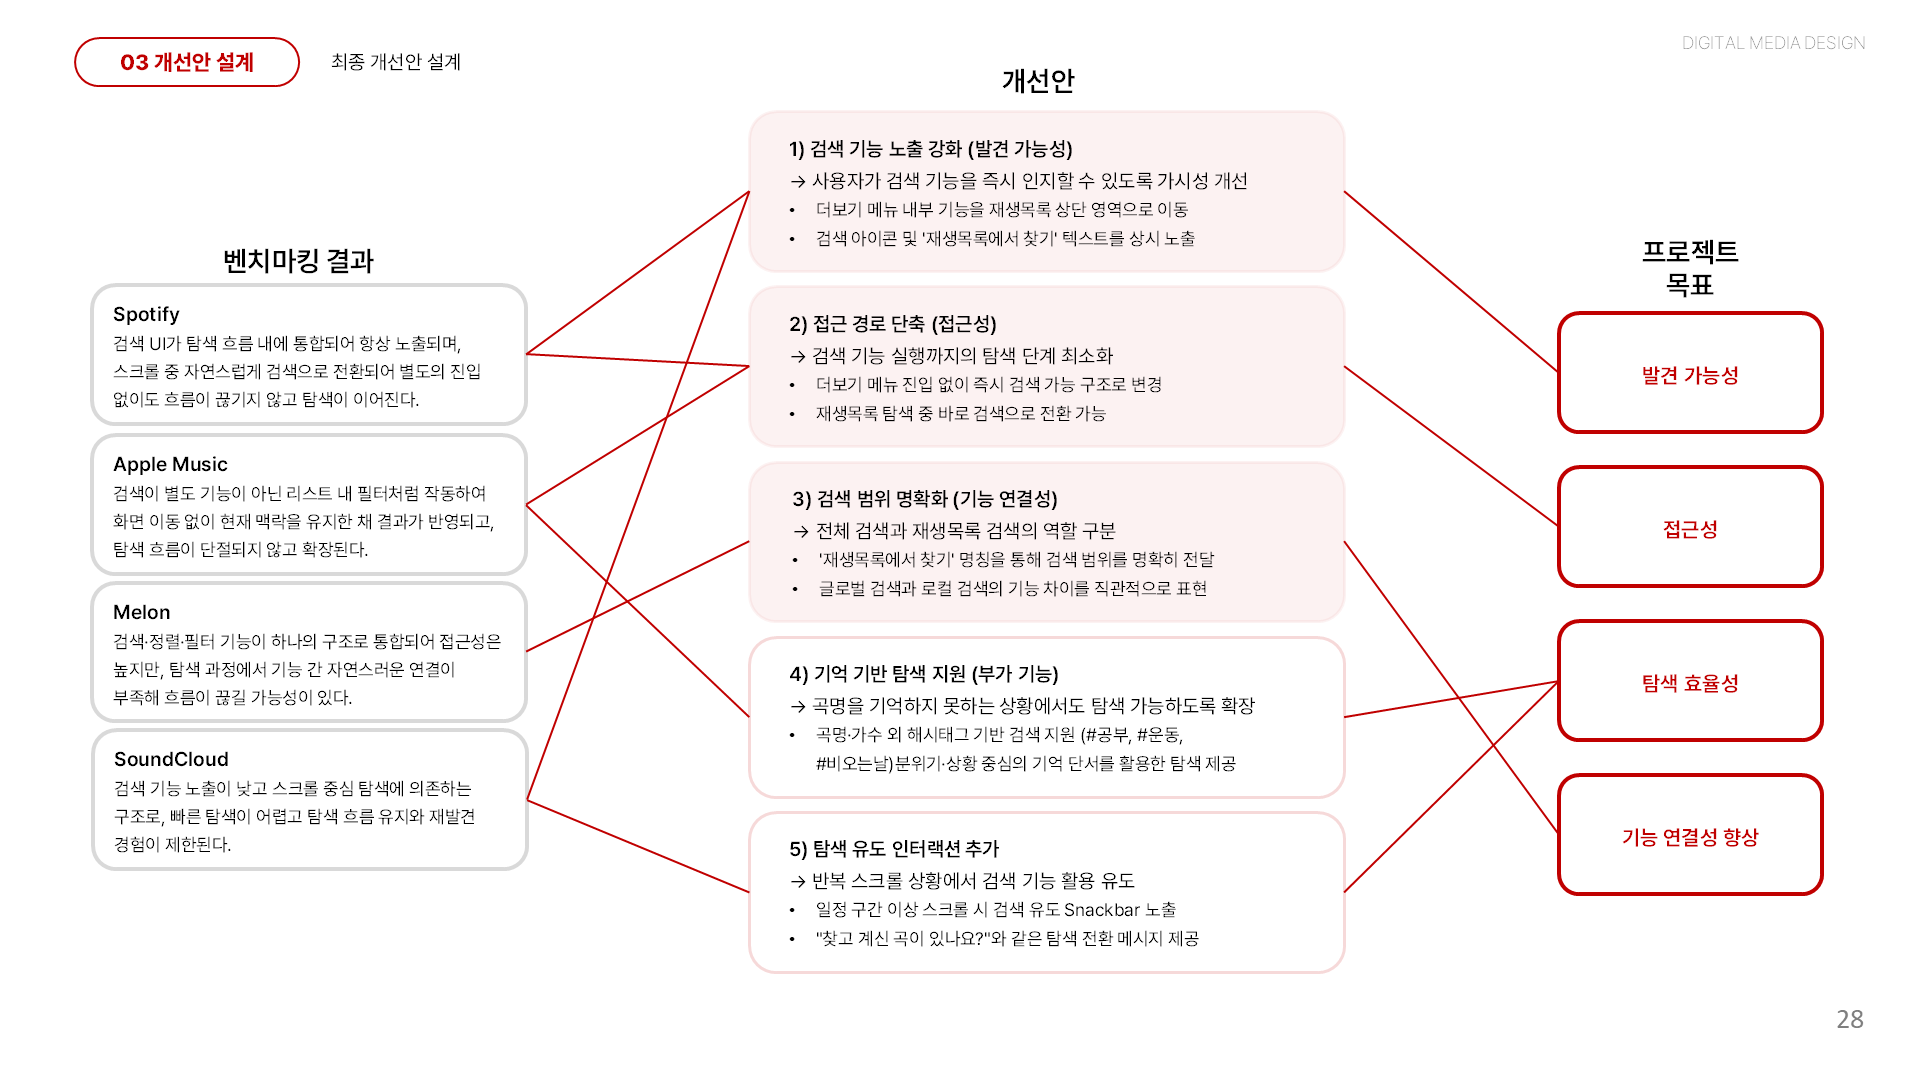 03 개선안 설계
최종 개선안 설계
DIGITAL MEDIA DESIGN
벤치마킹 결과
Spotify
검색 UI가 탐색 흐름 내에 통합되어 항상 노출되며,
스크롤 중 자연스럽게 검색으로 전환되어 별도의 진입
없이도 흐름이 끊기지 않고 탐색이 이어진다.
Apple Music
검색이 별도 기능이 아닌 리스트 내 필터처럼 작동하여
화면 이동 없이 현재 맥락을 유지한 채 결과가 반영되고,
탐색 흐름이 단절되지 않고 확장된다.
Melon
검색·정렬·필터 기능이 하나의 구조로 통합되어 접근성은
높지만, 탐색 과정에서 기능 간 자연스러운 연결이
부족해 흐름이 끊길 가능성이 있다.
SoundCloud
검색 기능 노출이 낮고 스크롤 중심 탐색에 의존하는
구조로, 빠른 탐색이 어렵고 탐색 흐름 유지와 재발견
경험이 제한된다.
개선안
1) 검색 기능 노출 강화 (발견 가능성)
→ 사용자가 검색 기능을 즉시 인지할 수 있도록 가시성 개선
• 더보기 메뉴 내부 기능을 재생목록 상단 영역으로 이동
• 검색 아이콘 및 '재생목록에서 찾기' 텍스트를 상시 노출
2) 접근 경로 단축 (접근성)
→ 검색 기능 실행까지의 탐색 단계 최소화
• 더보기 메뉴 진입 없이 즉시 검색 가능 구조로 변경
• 재생목록 탐색 중 바로 검색으로 전환 가능
3) 검색 범위 명확화 (기능 연결성)
→ 전체 검색과 재생목록 검색의 역할 구분
• '재생목록에서 찾기' 명칭을 통해 검색 범위를 명확히 전달
• 글로벌 검색과 로컬 검색의 기능 차이를 직관적으로 표현
4) 기억 기반 탐색 지원 (부가 기능)
→ 곡명을 기억하지 못하는 상황에서도 탐색 가능하도록 확장
• 곡명·가수 외 해시태그 기반 검색 지원 (#공부, #운동,
#비오는날)분위기·상황 중심의 기억 단서를 활용한 탐색 제공
5) 탐색 유도 인터랙션 추가
→ 반복 스크롤 상황에서 검색 기능 활용 유도
• 일정 구간 이상 스크롤 시 검색 유도 Snackbar 노출
• "찾고 계신 곡이 있나요?"와 같은 탐색 전환 메시지 제공
프로젝트
목표
발견 가능성
접근성
탐색 효율성
기능 연결성 향상
28